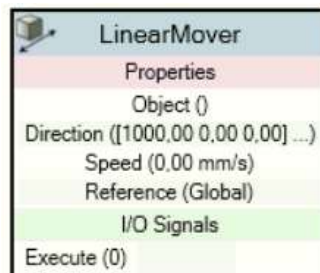 LinearMover
Properties
Object ()
Direction ([1000,00 0,00 0,00] ...)
Speed (0,00 mm/s)
Reference (Global)
I/O Signals
Execute (0)